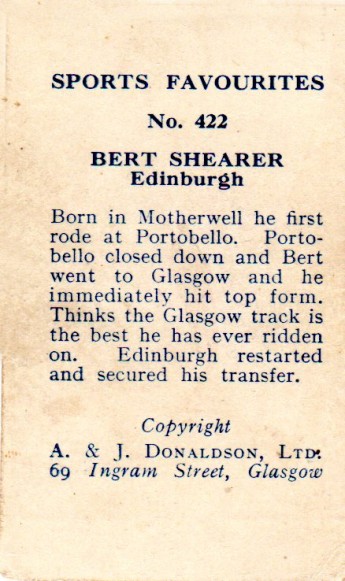 SPORTS FAVOURITES
No. 422
BERT SHEARER
Edinburgh
Born in Motherwell he first
rode at Portobello. Porto-
bello closed down and Bert
went to Glasgow and he
immediately hit top form.
Thinks the Glasgow track is
the best he has ever ridden
on. Edinburgh restarted
and secured his transfer.
Copyright
A. & J. DONALDSON, LTD.
69 Ingram Street, Glasgow